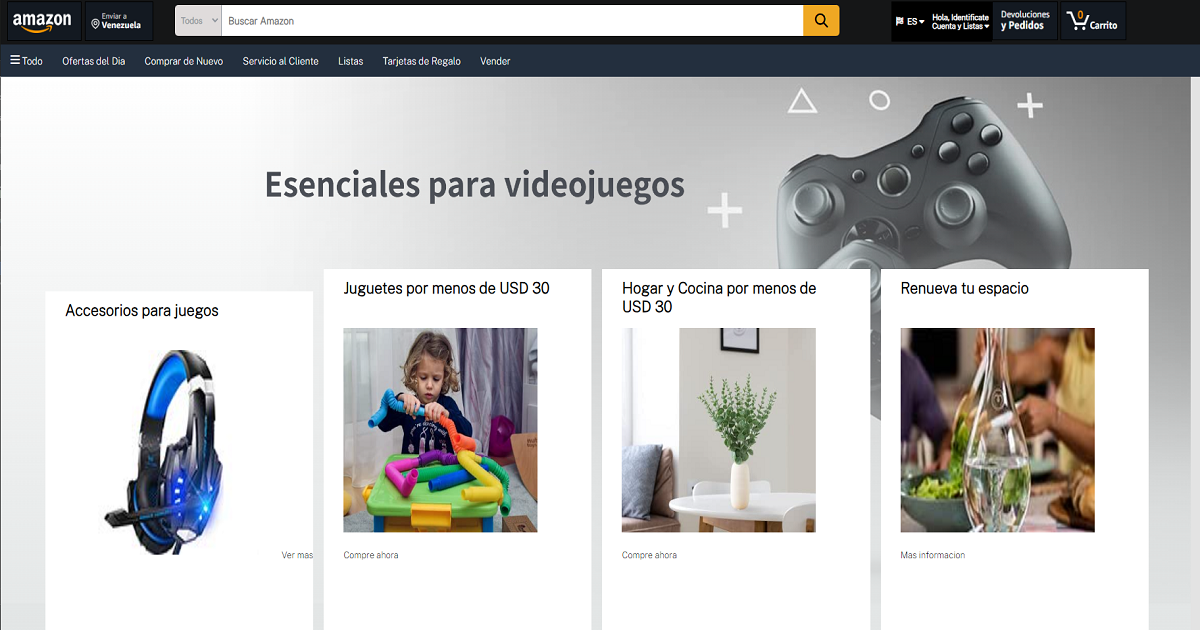 amazon
Enviar a
Venezuela
Todos
Buscar Amazon
ES
Hola, Identificate
Cuenta y Listas
Devoluciones
y Pedidos
0
Carrito
Todo
Ofertas del Dia
Comprar de Nuevo
Servicio al Cliente
Listas
Tarjetas de Regalo
Vender
Esenciales para videojuegos
Accesorios para juegos
Ver mas
Juguetes por menos de USD 30
Compre ahora
Hogar y Cocina por menos de
USD 30
Compre ahora
Renueva tu espacio
Mas informacion